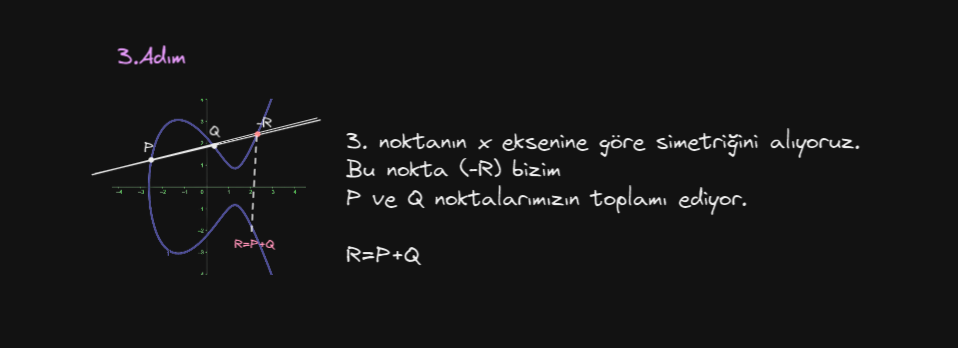 3.Adım
P
Q
-R
R=P+Q
3. noktanın x eksenine göre simetriğini alıyoruz.
Bu nokta (-R) bizim
P ve Q noktalarımızın toplamı ediyor.
R=P+Q